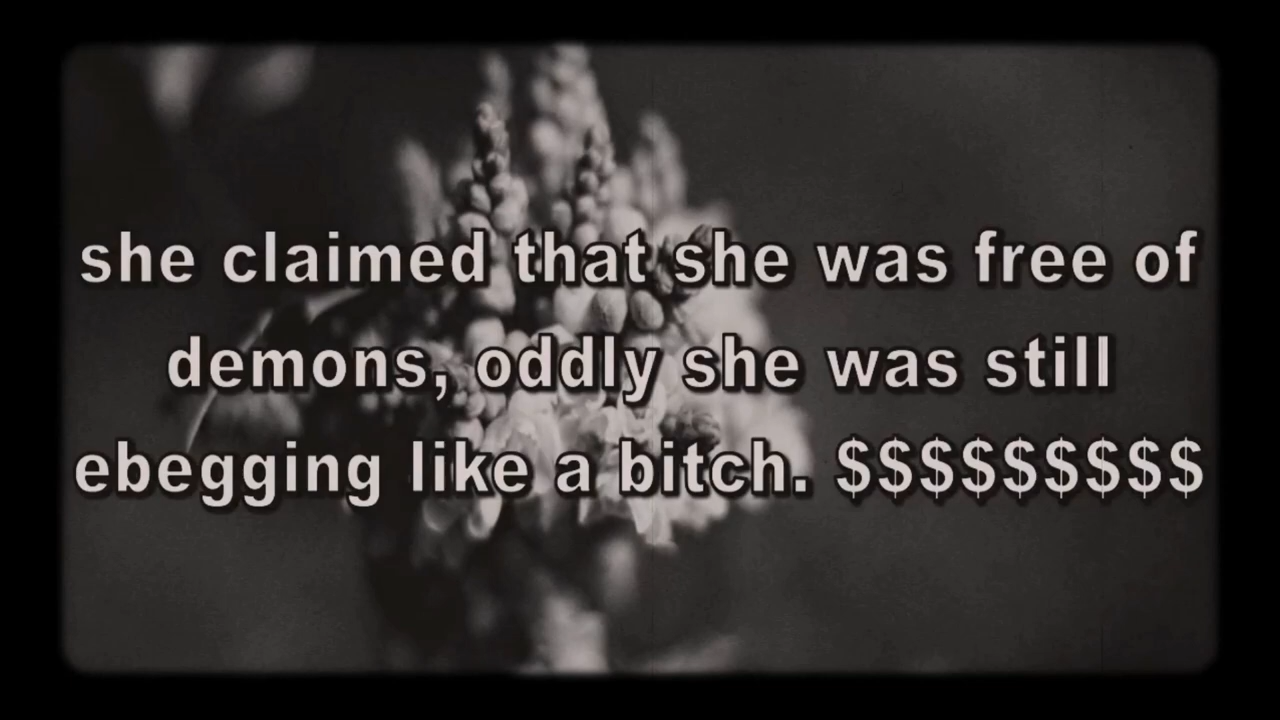 she claimed that she was free of
demons, oddly she was still
ebegging like a bitch. $$$$$$$$$